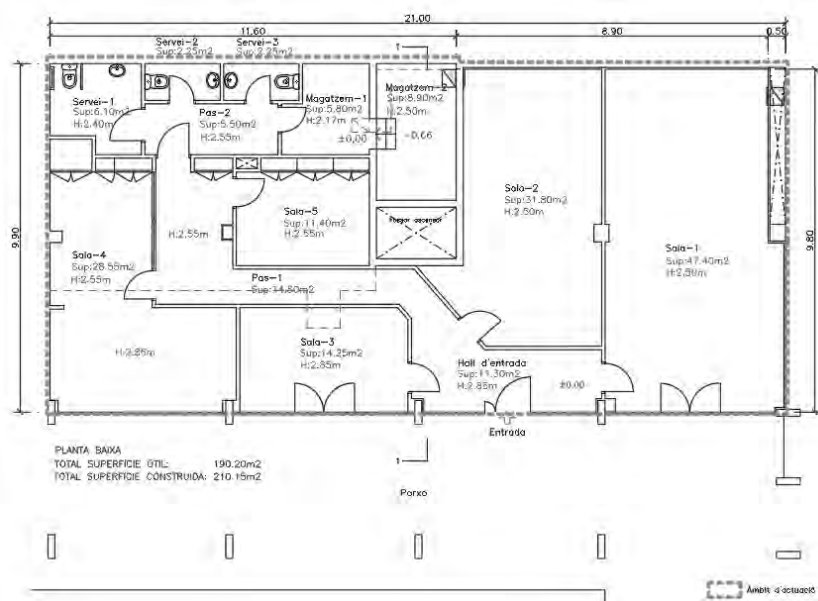 21.00
11.60
8.90
0.50
Servei-2
Sup:2.25m2
Servei-3
Sup:2.25m2
1
Servei-1
Sup:6.10m2
H:2.40m
Pas-2
Sup:5.50m2
H:2.55m
Magatzem-1
Sup:5.80m2
H:2.17m
±0,00
Magatzem-2
Sup:8.90m2
H:2.50m
-0,66
Sala-2
Sup:31.80m2
H:2.50m
9.90
9.80
Sala-5
Sup:11.40m2
H:2.55m
H:2.55m
Sala-4
Sup:28.55m2
H:2.55m
Sala-1
Sup:47.40m2
Pas-1
Sup:14.80m2
H:2.85m
Sala-3
Sup:14.25m2
H:2.85m
Hall d'entrada
Sup:11.30m2
H:2.85m
±0.00
Entrada
PLANTA BAIXA
TOTAL SUPERFICIE UTIL: 190.20m2
TOTAL SUPERFICIE CONSTRUIDA: 210.15m2
1
Porxo
Àmbit d'actuació